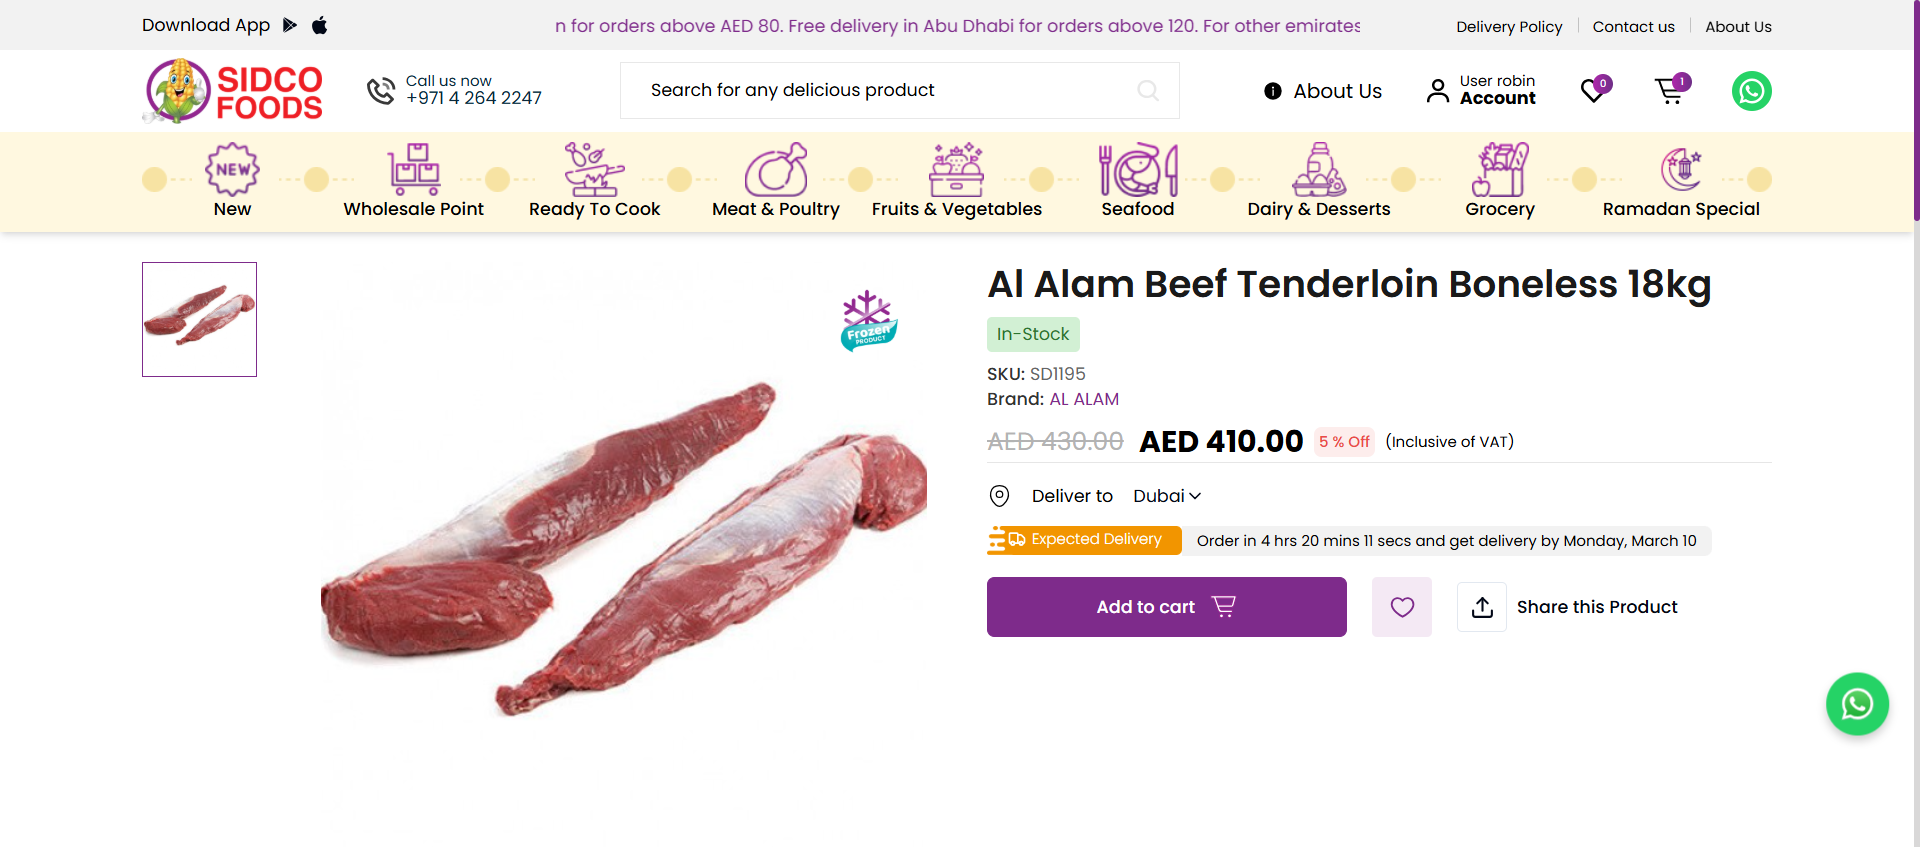 Download App
n for orders above AED 80. Free delivery in Abu Dhabi for orders above 120. For other emirates
Delivery Policy
Contact us
About Us
SIDCO
FOODS
Call us now
+971 4 264 2247
Search for any delicious product
About Us
User robin
Account
0
1
NEW
New
Wholesale Point
Ready To Cook
Meat & Poultry
Fruits & Vegetables
Seafood
Dairy & Desserts
Grocery
Ramadan Special
Frozen
PRODUCT
Al Alam Beef Tenderloin Boneless 18kg
In-Stock
SKU: SD1195
Brand: AL ALAM
AED 430.00 AED 410.00 5 % Off (Inclusive of VAT)
Deliver to Dubai
Expected Delivery Order in 4 hrs 20 mins 11 secs and get delivery by Monday, March 10
Add to cart
Share this Product